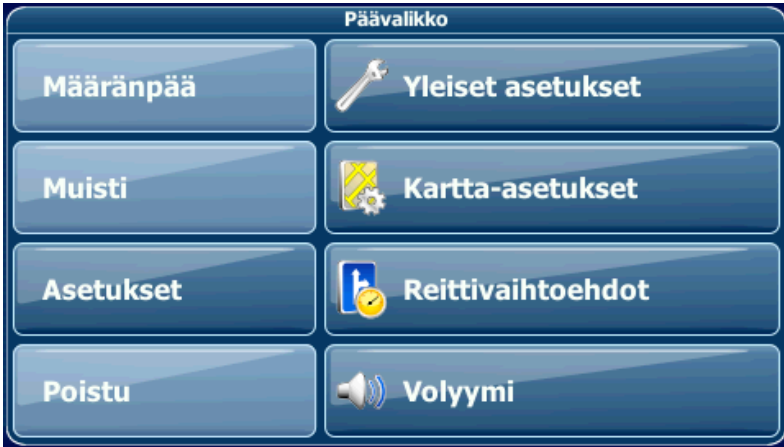 Päävalikko
Määränpää
Yleiset asetukset
Muisti
Kartta-asetukset
Asetukset
Reittivaihtoehdot
Poistu
Volyymi